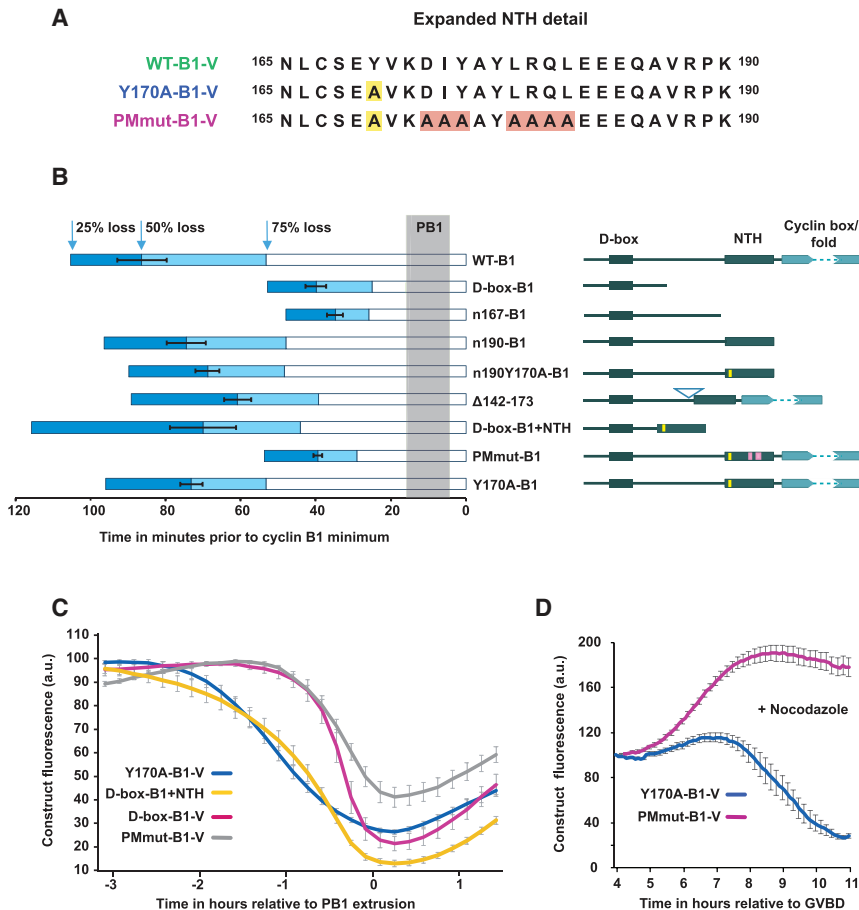 A
Expanded NTH detail
WT-B1-V 165 N L C S E Y V K D I Y A Y L R Q L E E E Q A V R P K 190
Y170A-B1-V 165 N L C S E A V K D I Y A Y L R Q L E E E Q A V R P K 190
PMmut-B1-V 165 N L C S E A V K A A A A Y A A A A E E E Q A V R P K 190
B
25% loss 50% loss 75% loss PB1
D-box NTH Cyclin box/
fold
WT-B1
D-box-B1
n167-B1
n190-B1
n190Y170A-B1
Δ142-173
D-box-B1+NTH
PMmut-B1
Y170A-B1
120 100 80 60 40 20 0
Time in minutes prior to cyclin B1 minimum
C
Construct fluorescence (a.u.)
110
100
90
80
70
60
50
40
30
20
10
Y170A-B1-V
D-box-B1+NTH
D-box-B1-V
PMmut-B1-V
-3 -2 -1 0 1
Time in hours relative to PB1 extrusion
D
Construct fluorescence (a.u.)
200
160
120
80
40
0
+ Nocodazole
Y170A-B1-V
PMmut-B1-V
4 5 6 7 8 9 10 11
Time in hours relative to GVBD